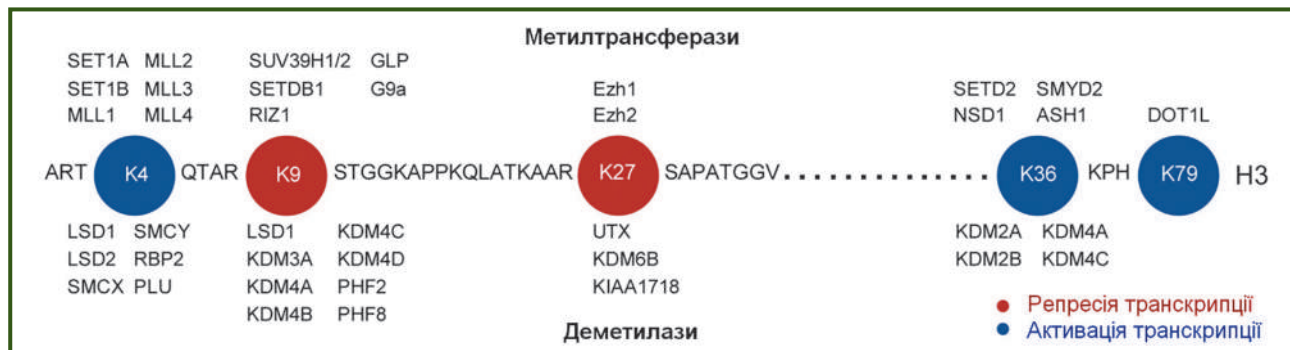 Метилтрансферази
SET1A MLL2 SUV39H1/2 GLP Ezh1 SETD2 SMYD2
SET1B MLL3 SETDB1 G9a Ezh2 NSD1 ASH1 DOT1L
MLL1 MLL4 RIZ1
ART K4 QTAR K9 STGGKAPPKQLATKAAR K27 SAPATGGV.............. K36 KPH K79 H3
LSD1 SMCY LSD1 KDM4C UTX KDM2A KDM4A
LSD2 RBP2 KDM3A KDM4D KDM6B KDM2B KDM4C
SMCX PLU KDM4A PHF2 KIAA1718
KDM4B PHF8
Деметилази
Репресія транскрипції
Активація транскрипції